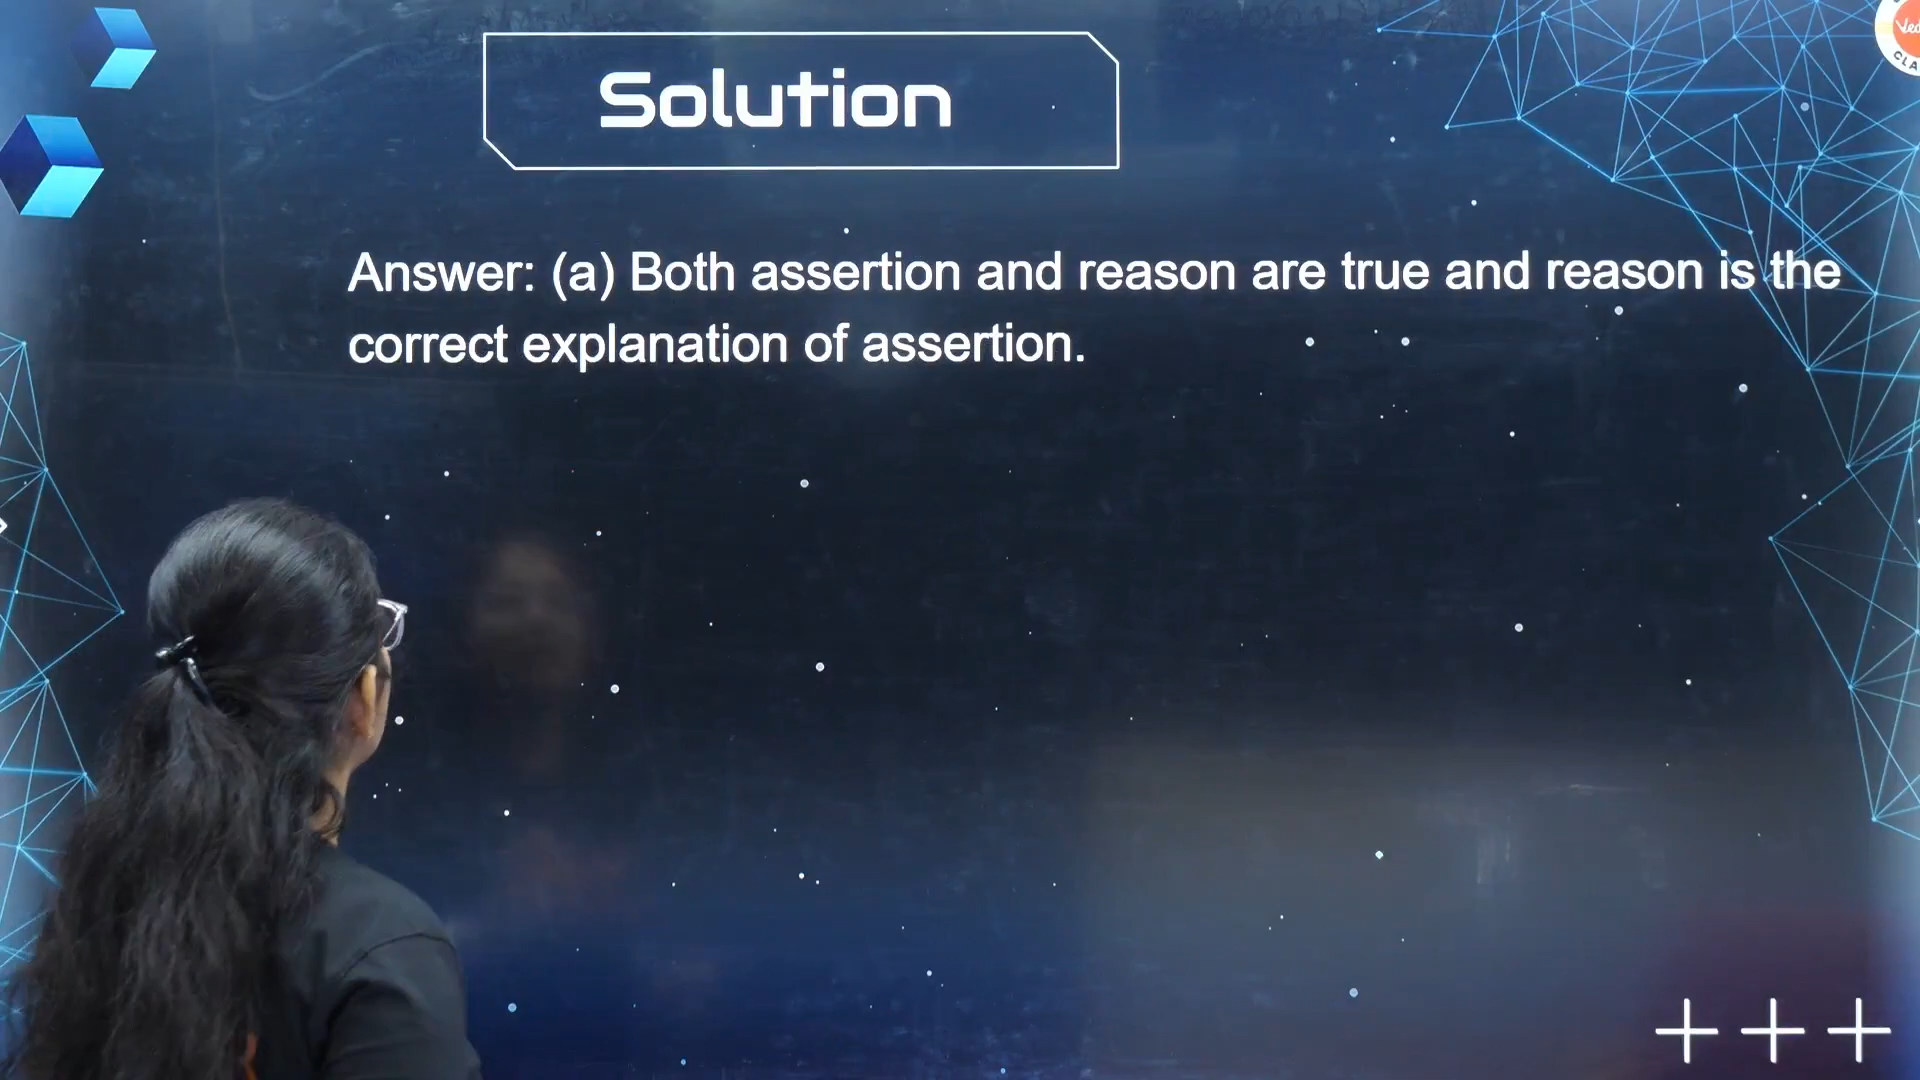 Solution
Answer: (a) Both assertion and reason are true and reason is the
correct explanation of assertion.